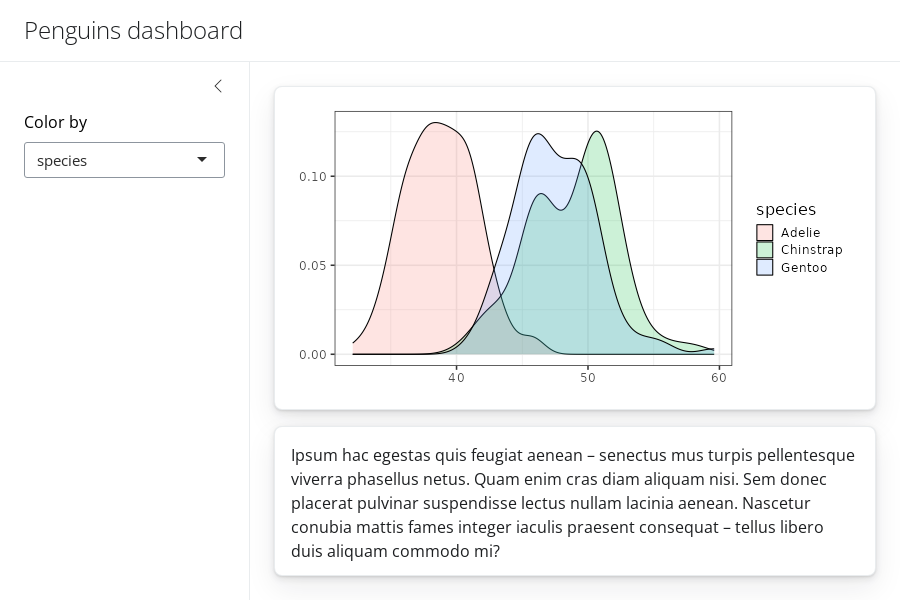 Penguins dashboard
Color by
species
0.10
0.05
0.00
40 50 60
species
Adelie
Chinstrap
Gentoo
Ipsum hac egestas quis feugiat aenean – senectus mus turpis pellentesque
viverra phasellus netus. Quam enim cras diam aliquam nisi. Sem donec
placerat pulvinar suspendisse lectus nullam lacinia aenean. Nascetur
conubia mattis fames integer iaculis praesent consequat – tellus libero
duis aliquam commodo mi?